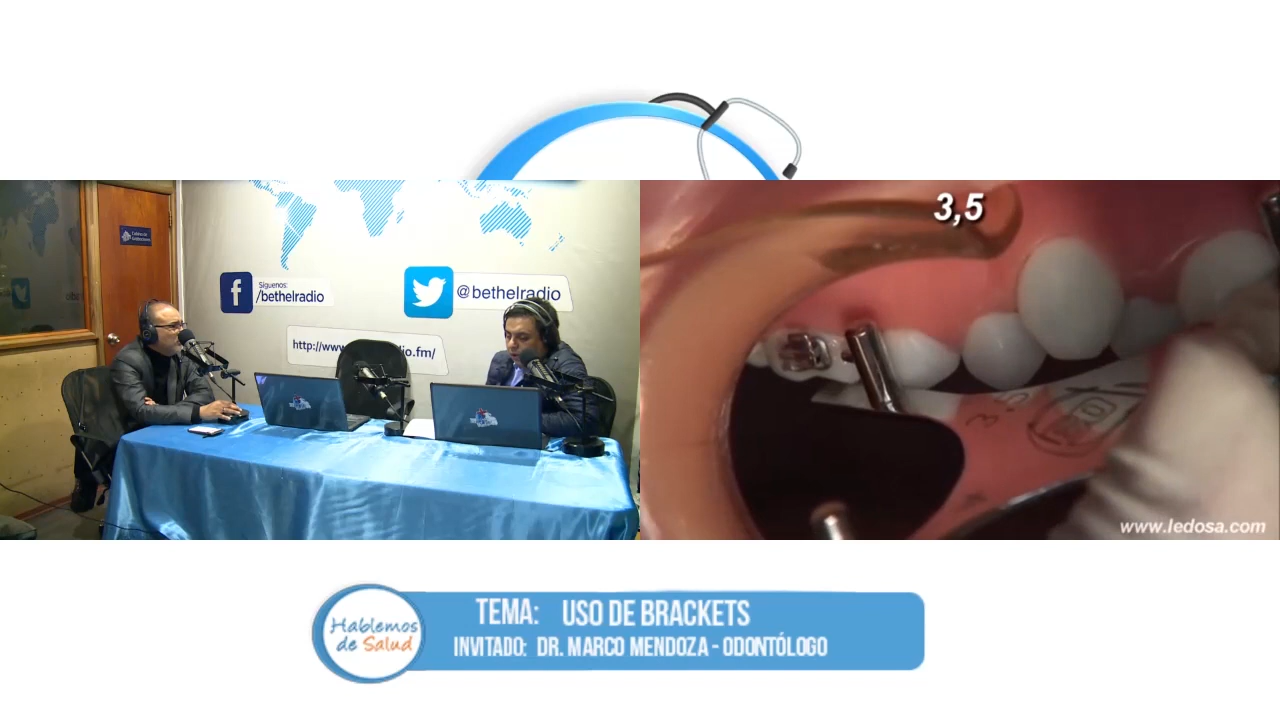 3,5
Síguenos:
/bethelradio
@bethelradio
http://www. dio.fm/
www.ledosa.com
Hablemos
de Salud
TEMA: USO DE BRACKETS
INVITADO: DR. MARCO MENDOZA - ODONTÓLOGO